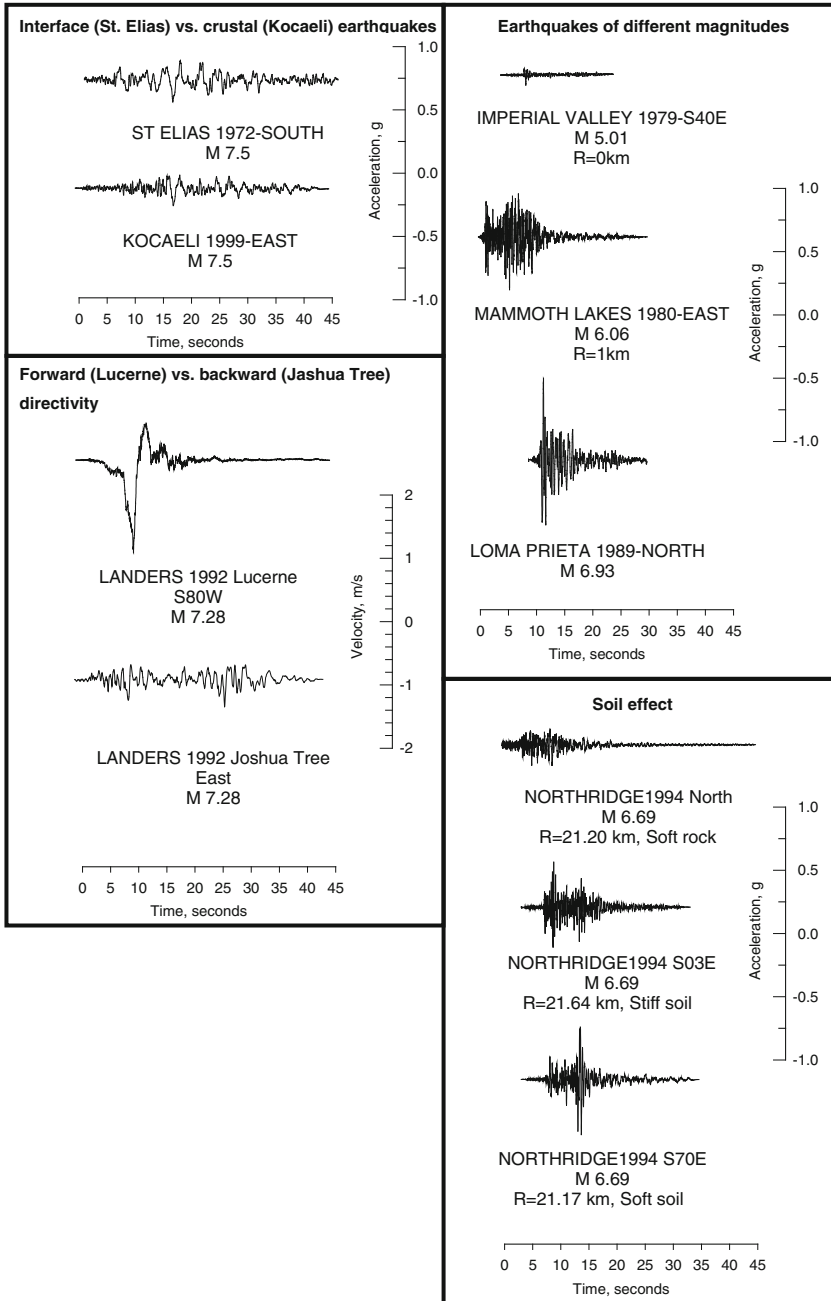 Interface (St. Elias) vs. crustal (Kocaeli) earthquakes
ST ELIAS 1972-SOUTH
M 7.5
KOCAELI 1999-EAST
M 7.5
1.0
0.5
0.0
-0.5
-1.0
Acceleration, g
0 5 10 15 20 25 30 35 40 45
Time, seconds
Forward (Lucerne) vs. backward (Jashua Tree)
directivity
LANDERS 1992 Lucerne
S80W
M 7.28
LANDERS 1992 Joshua Tree
East
M 7.28
2
1
0
-1
-2
Velocity, m/s
0 5 10 15 20 25 30 35 40 45
Time, seconds
Earthquakes of different magnitudes
IMPERIAL VALLEY 1979-S40E
M 5.01
R=0km
MAMMOTH LAKES 1980-EAST
M 6.06
R=1km
LOMA PRIETA 1989-NORTH
M 6.93
1.0
0.5
0.0
-0.5
-1.0
Acceleration, g
0 5 10 15 20 25 30 35 40 45
Time, seconds
Soil effect
NORTHRIDGE1994 North
M 6.69
R=21.20 km, Soft rock
NORTHRIDGE1994 S03E
M 6.69
R=21.64 km, Stiff soil
NORTHRIDGE1994 S70E
M 6.69
R=21.17 km, Soft soil
1.0
0.5
0.0
-0.5
-1.0
Acceleration, g
0 5 10 15 20 25 30 35 40 45
Time, seconds